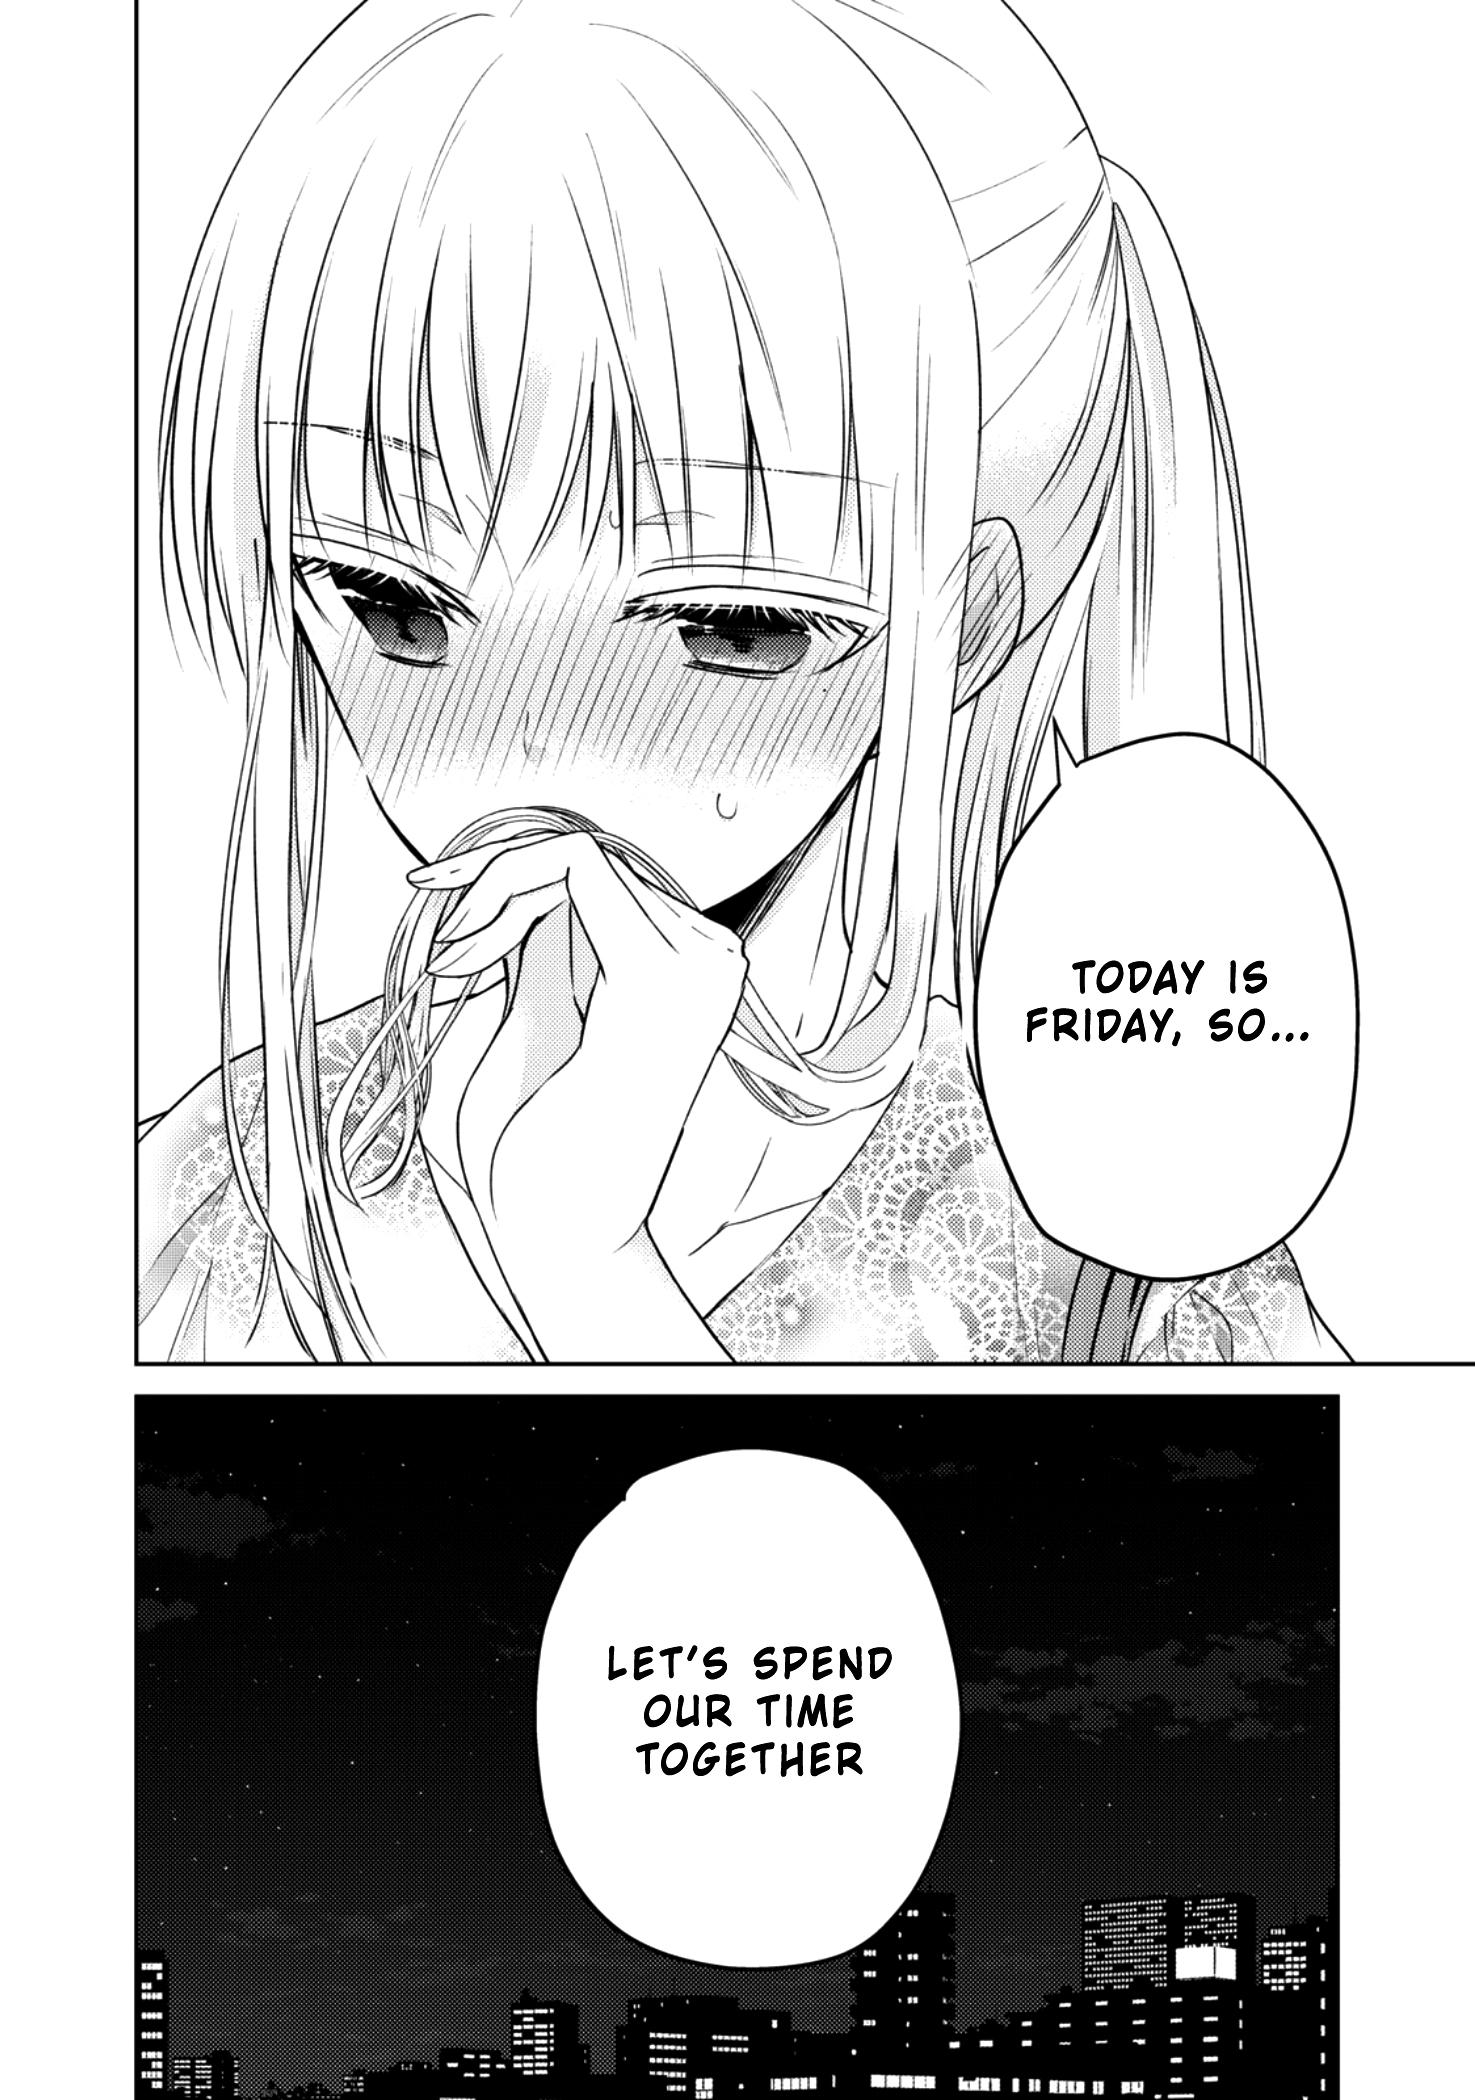 TODAY IS
FRIDAY, SO...
LET'S SPEND
OUR TIME
TOGETHER